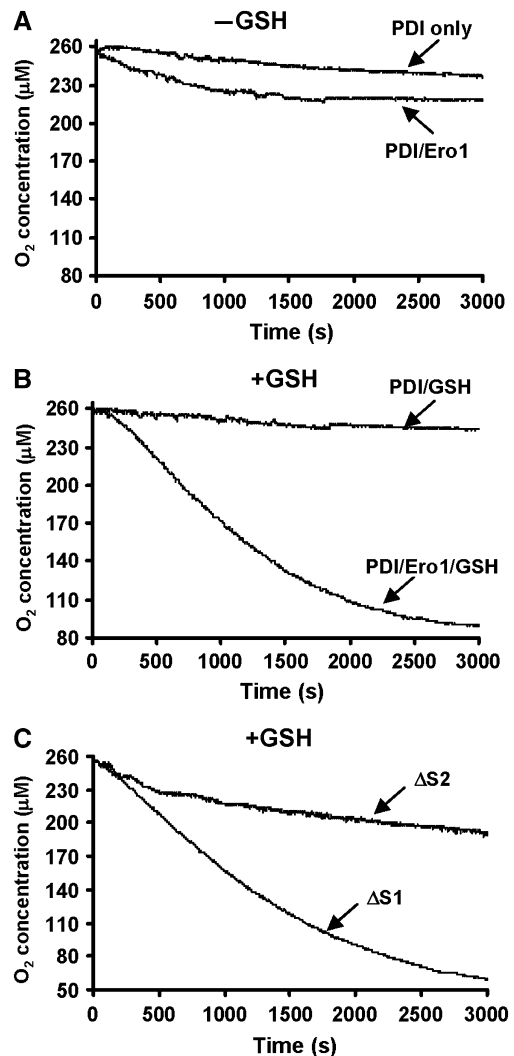 A
−GSH
O2 concentration (μM)
260
230
200
170
140
110
80
PDI only
PDI/Ero1
0 500 1000 1500 2000 2500 3000
Time (s)
B
+GSH
O2 concentration (μM)
260
230
200
170
140
110
80
PDI/GSH
PDI/Ero1/GSH
0 500 1000 1500 2000 2500 3000
Time (s)
C
+GSH
O2 concentration (μM)
260
230
200
170
140
110
80
50
ΔS2
ΔS1
0 500 1000 1500 2000 2500 3000
Time (s)